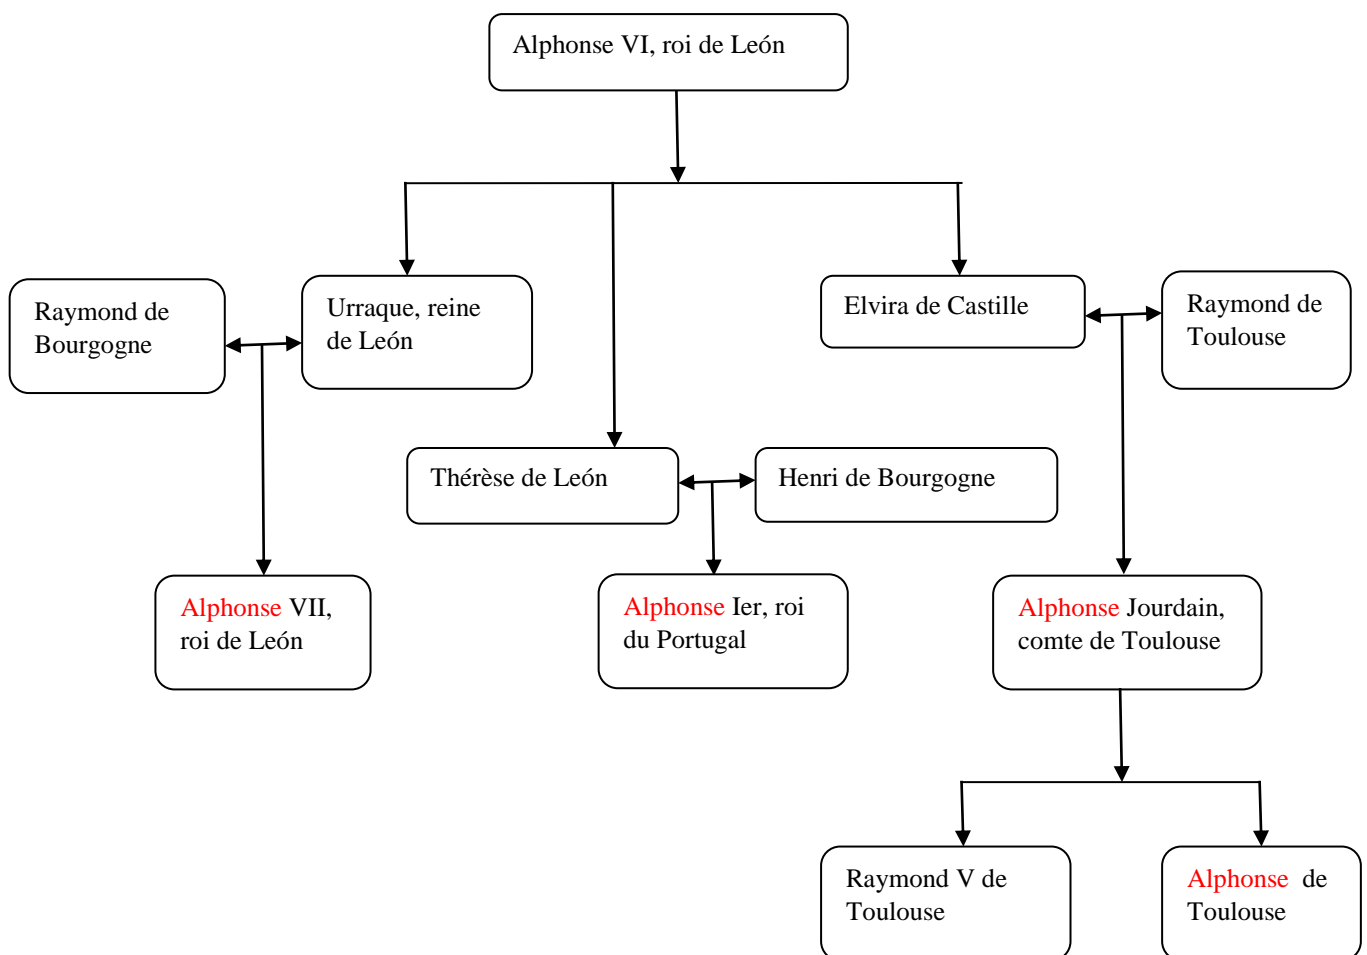 Alphonse VI, roi de León
Raymond de
Bourgogne
Urraque, reine
de León
Elvira de Castille
Raymond de
Toulouse
Thérèse de León
Henri de Bourgogne
Alphonse VII,
roi de León
Alphonse Ier, roi
du Portugal
Alphonse Jourdain,
comte de Toulouse
Raymond V de
Toulouse
Alphonse de
Toulouse